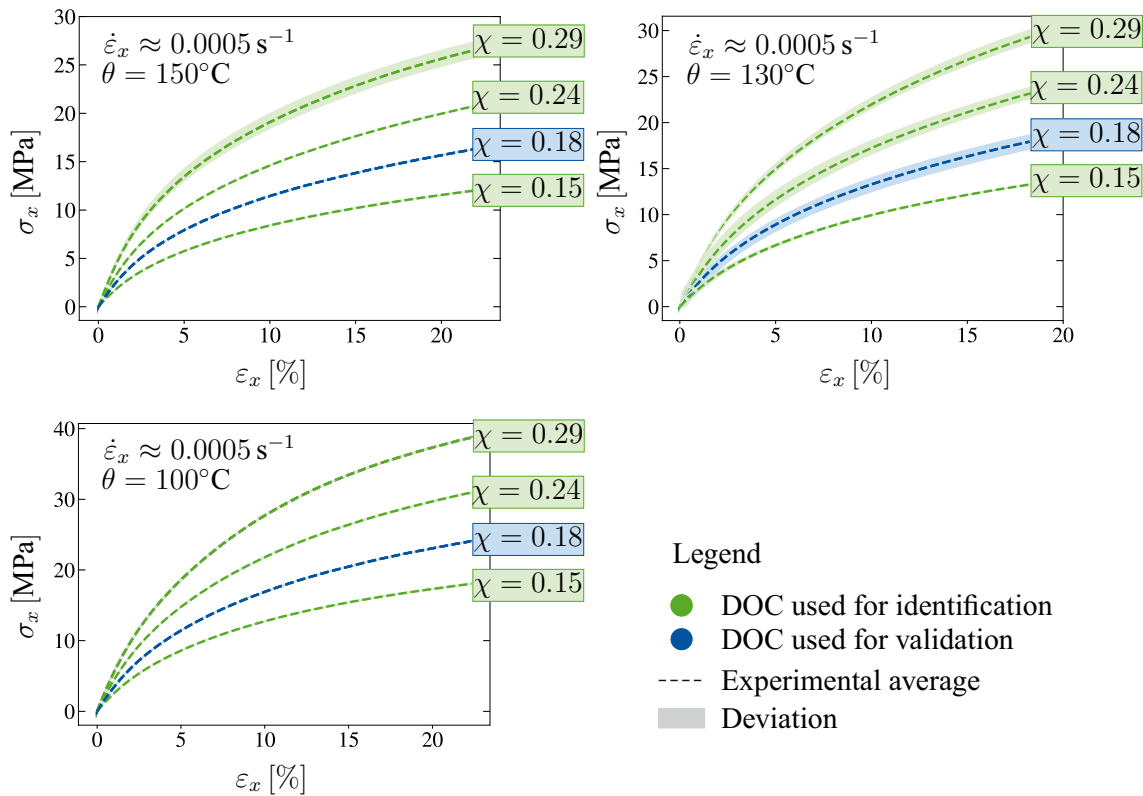 ε̇ₓ ≈ 0.0005 s⁻¹
θ = 150°C
χ = 0.29
χ = 0.24
χ = 0.18
χ = 0.15
30
25
20
15
10
5
0
σₓ [MPa]
0 5 10 15 20
εₓ [%]
ε̇ₓ ≈ 0.0005 s⁻¹
θ = 130°C
χ = 0.29
χ = 0.24
χ = 0.18
χ = 0.15
30
25
20
15
10
5
0
σₓ [MPa]
0 5 10 15 20
εₓ [%]
ε̇ₓ ≈ 0.0005 s⁻¹
θ = 100°C
χ = 0.29
χ = 0.24
χ = 0.18
χ = 0.15
40
30
20
10
0
σₓ [MPa]
0 5 10 15 20
εₓ [%]
Legend
DOC used for identification
DOC used for validation
Experimental average
Deviation